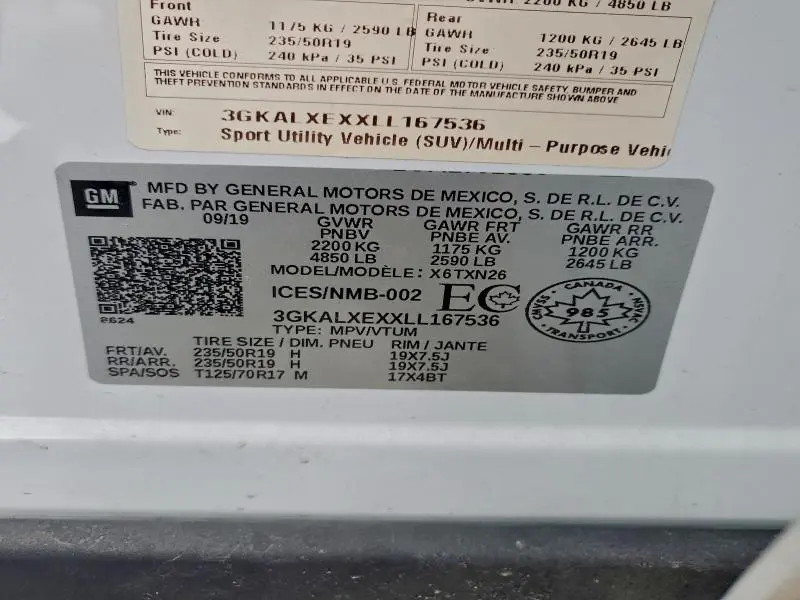 Front
GAWR 1175 KG / 2590 LB
Tire Size 235/50R19
PSI (COLD) 240 kPa / 35 PSI
2200 KG / 4850 LB
Rear
GAWR 1200 KG / 2645 LB
Tire Size 235/50R19
PSI (COLD) 240 kPa / 35 PSI
THIS VEHICLE CONFORMS TO ALL APPLICABLE U.S. FEDERAL MOTOR VEHICLE SAFETY, BUMPER AND
THEFT PREVENTION STANDARDS IN EFFECT ON THE DATE OF THE MANUFACTURE SHOWN ABOVE
VIN: 3GKALXEXXLL167536
Type: Sport Utility Vehicle (SUV)/Multi - Purpose Vehi
GM
MFD BY GENERAL MOTORS DE MEXICO, S. DE R.L. DE C.V.
FAB. PAR GENERAL MOTORS DE MEXICO, S. DE R.L. DE C.V.
09/19 GVWR GAWR FRT GAWR RR
PNBV PNBE AV. PNBE ARR.
2200 KG 1175 KG 1200 KG
4850 LB 2590 LB 2645 LB
MODEL/MODÈLE: X6TXN26
ICES/NMB-002 EC
3GKALXEXXLL167536
TYPE: MPV/VTUM
CANADA
NSVAC
985
TRANSPORT
8624
TIRE SIZE / DIM. PNEU RIM / JANTE
FRT/AV. 235/50R19 H 19X7.5J
RR/ARR. 235/50R19 H 19X7.5J
SPA/SOS T125/70R17 M 17X4BT